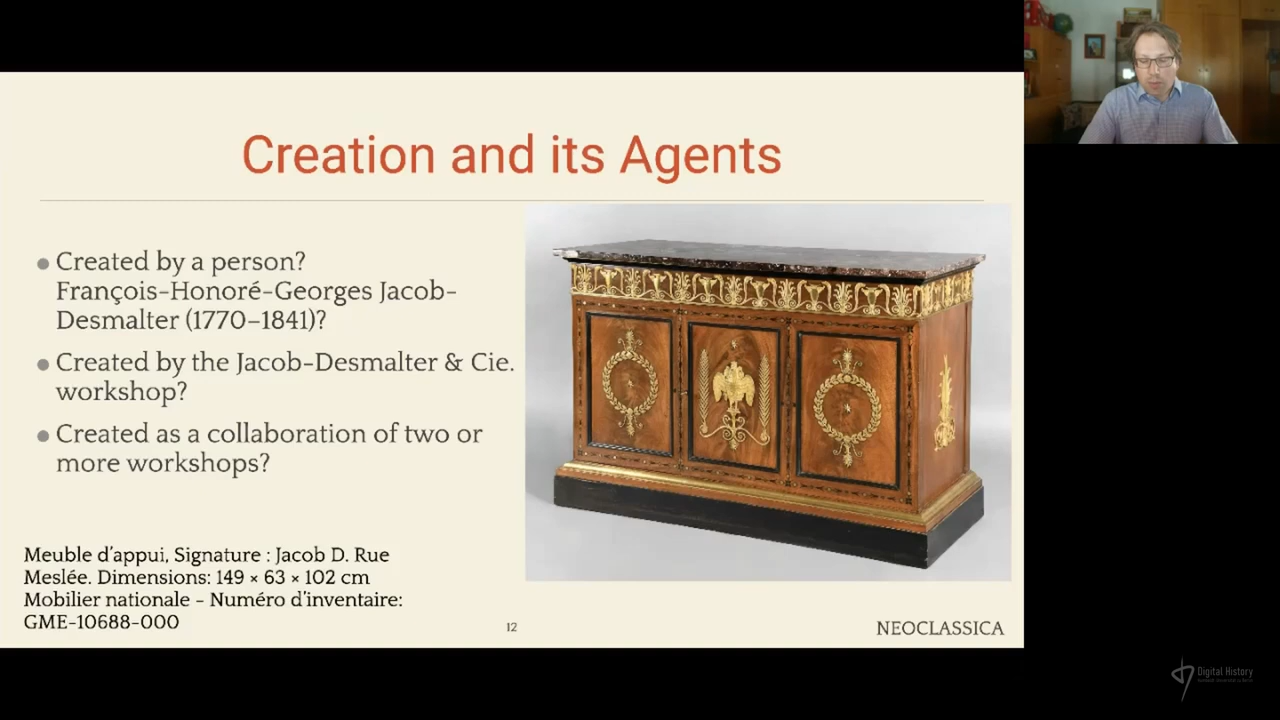 Creation and its Agents
Created by a person?
François-Honoré-Georges Jacob-
Desmalter (1770–1841)?
Created by the Jacob-Desmalter & Cie.
workshop?
Created as a collaboration of two or
more workshops?
Meuble d’appui, Signature : Jacob D. Rue
Meslée. Dimensions: 149 × 63 × 102 cm
Mobilier nationale – Numéro d’inventaire:
GME-10688-000
12
NEOCLASSICA
Digital History